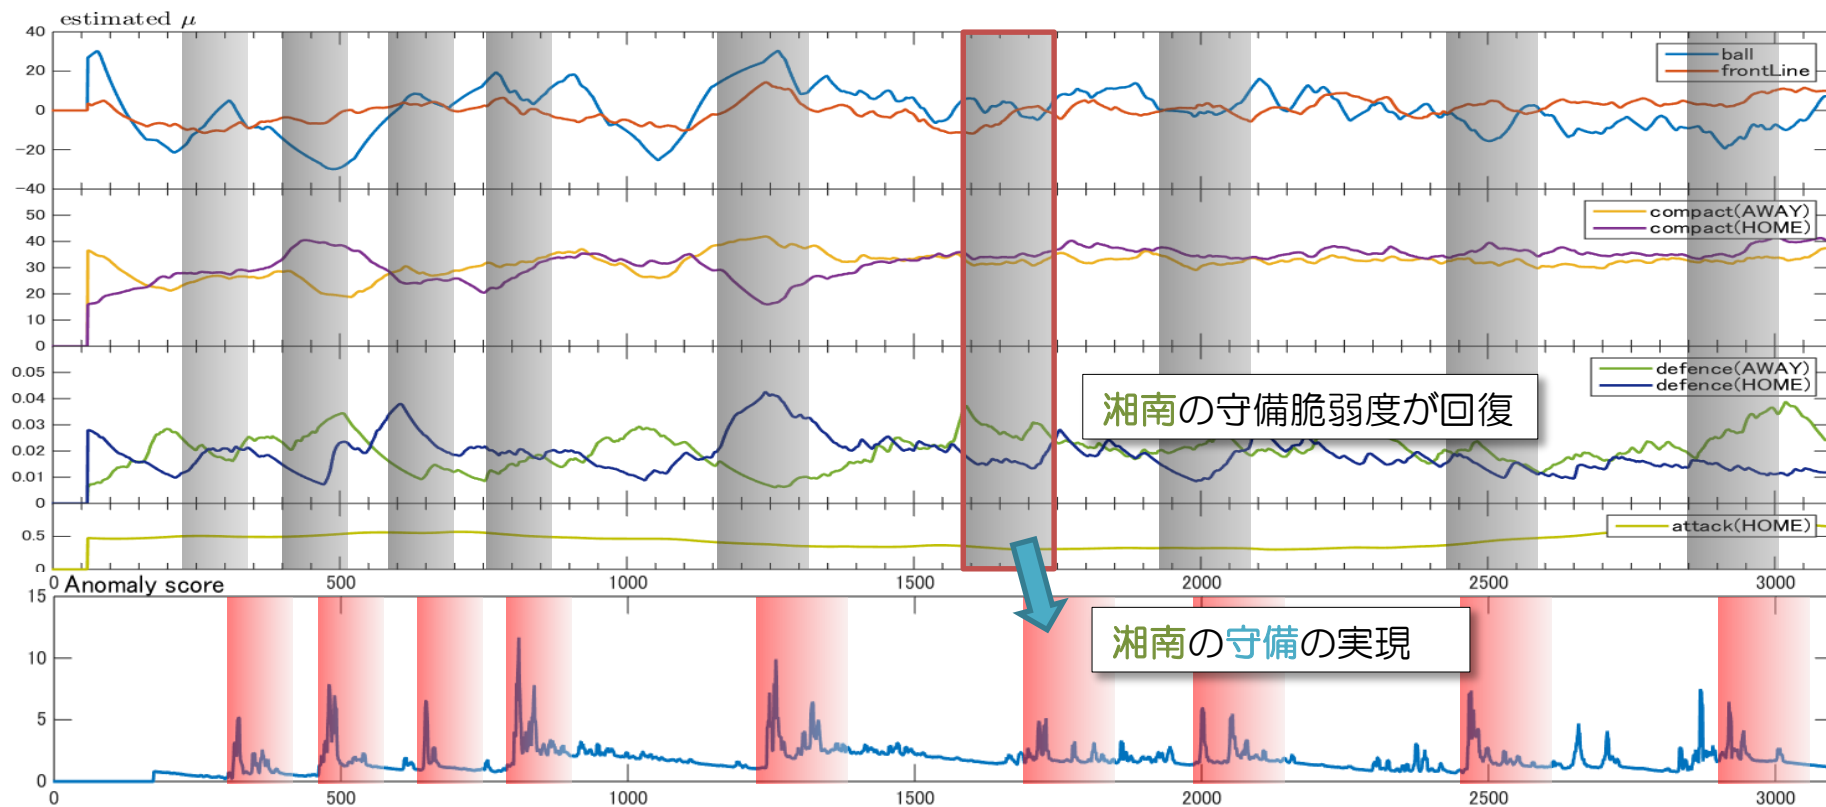 estimated μ
40
20
0
−20
−40
ball
frontLine
50
40
30
20
10
0
compact(AWAY)
compact(HOME)
0.05
0.04
0.03
0.02
0.01
0
defence(AWAY)
defence(HOME)
湘南の守備脆弱度が回復
0.5
0
attack(HOME)
0 500 1000 1500 2000 2500 3000
Anomaly score
15
10
5
0
湘南の守備の実現
0 500 1000 1500 2000 2500 3000